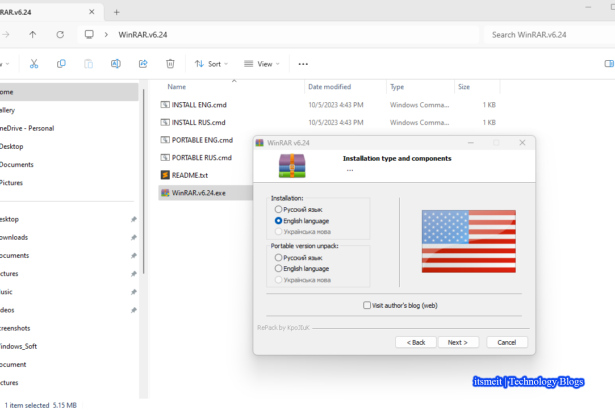 nRAR.v6.24
WinRAR.v6.24
Search WinRAR.v6.24
Sort
View
ome
allery
neDrive - Personal
Desktop
Documents
Pictures
esktop
ownloads
ocuments
ictures
usic
deos
creenshots
indows_Soft
ocument
ictures
Name
Date modified
Type
Size
INSTALL ENG.cmd
10/5/2023 4:43 PM
Windows Comma...
1 KB
INSTALL RUS.cmd
10/5/2023 4:43 PM
Windows Comma...
1 KB
PORTABLE ENG.cmd
PORTABLE RUS.cmd
README.txt
WinRAR.v6.24.exe
WinRAR v6.24
Installation type and components
...
Installation:
Русский язык
English language
Українська мова
Portable version unpack:
Русский язык
English language
Українська мова
Visit author's blog (web)
RePack by KpoJIuK
< Back
Next >
Cancel
itsmeit | Technology Blogs
1 item selected 5.15 MB